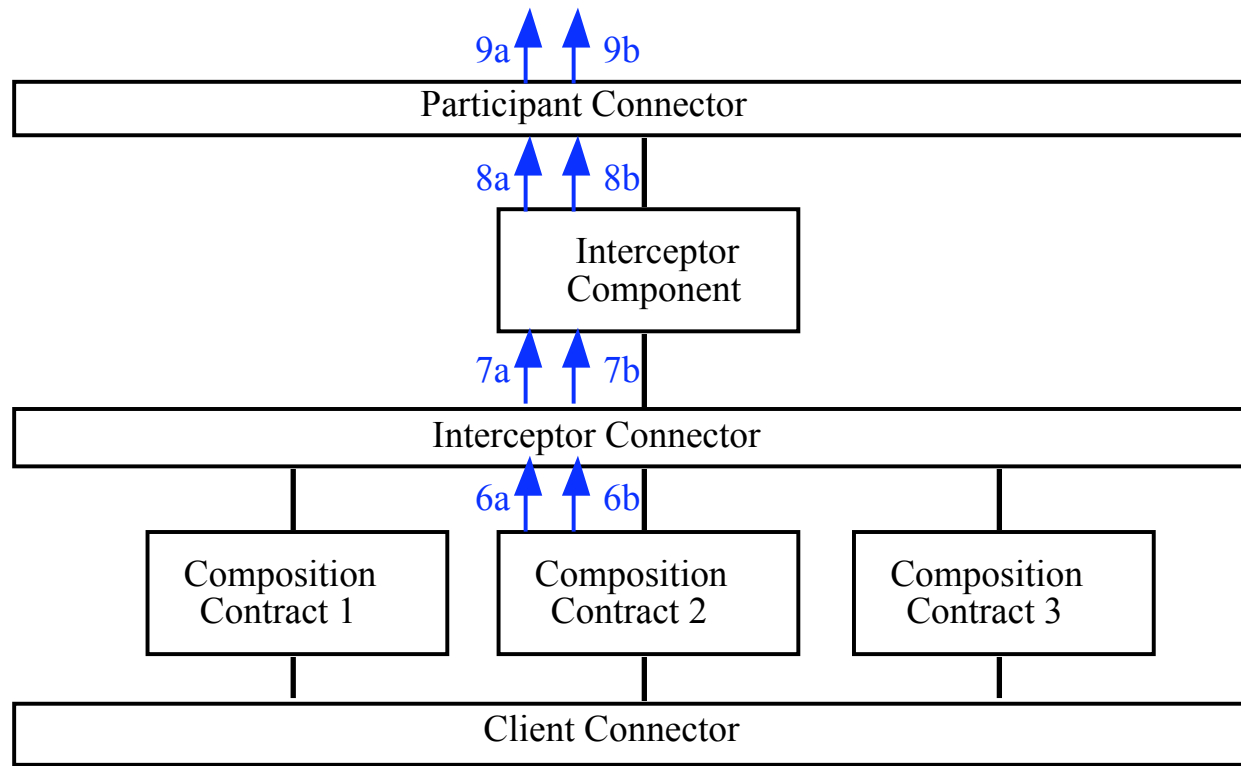 9a 9b
Participant Connector
8a 8b
Interceptor
Component
7a 7b
Interceptor Connector
6a 6b
Composition
Contract 1
Composition
Contract 2
Composition
Contract 3
Client Connector